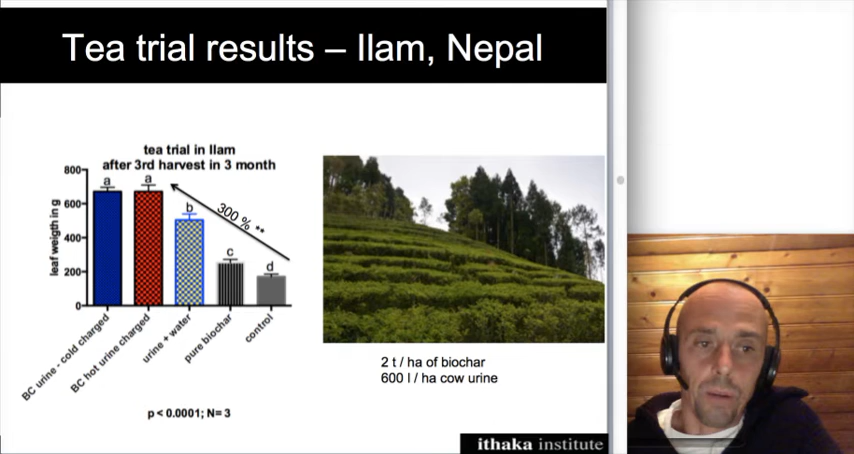 Tea trial results – Ilam, Nepal
tea trial in Ilam
after 3rd harvest in 3 month
800
600
400
200
0
leaf weigth in g
a
a
b
c
d
300 % **
BC urine - cold charged
BC hot urine charged
urine + water
pure biochar
control
p < 0.0001; N= 3
2 t / ha of biochar
600 l / ha cow urine
ithaka institute